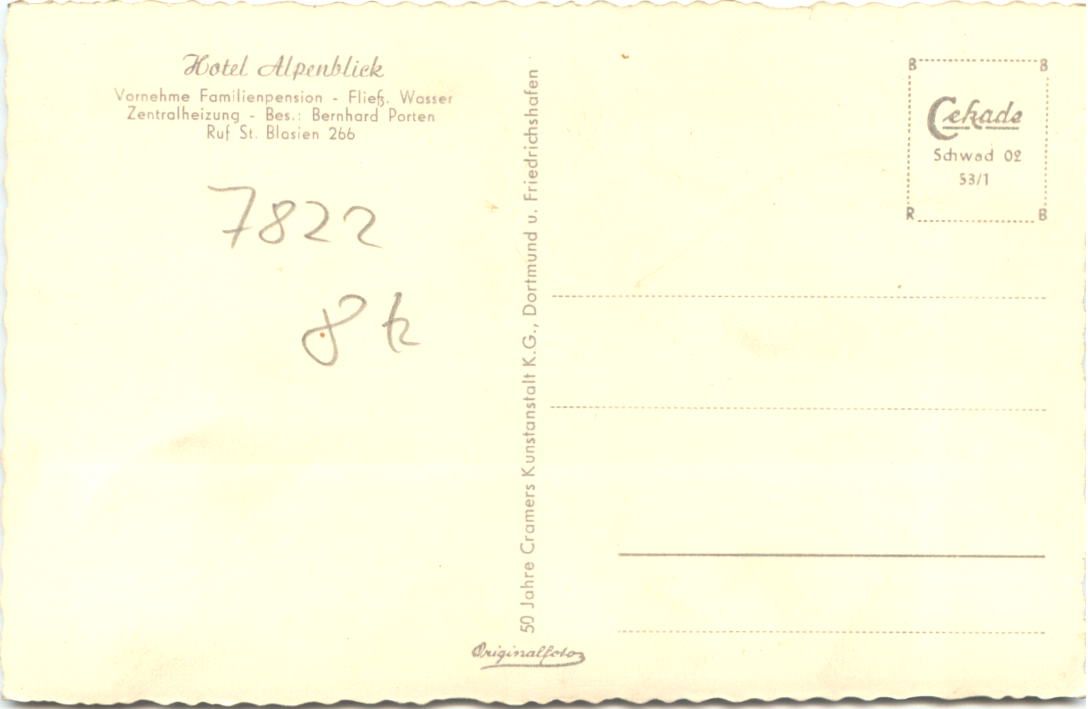 Hotel Alpenblick
Vornehme Familienpension - Fließ. Wasser
Zentralheizung - Bes.: Bernhard Porten
Ruf St. Blasien 266
7822
8
50 Jahre Cramers Kunstanstalt K.G., Dortmund u. Friedrichshafen
Originalfoto
B B
Cekade
Schwad 02
53/1
R B